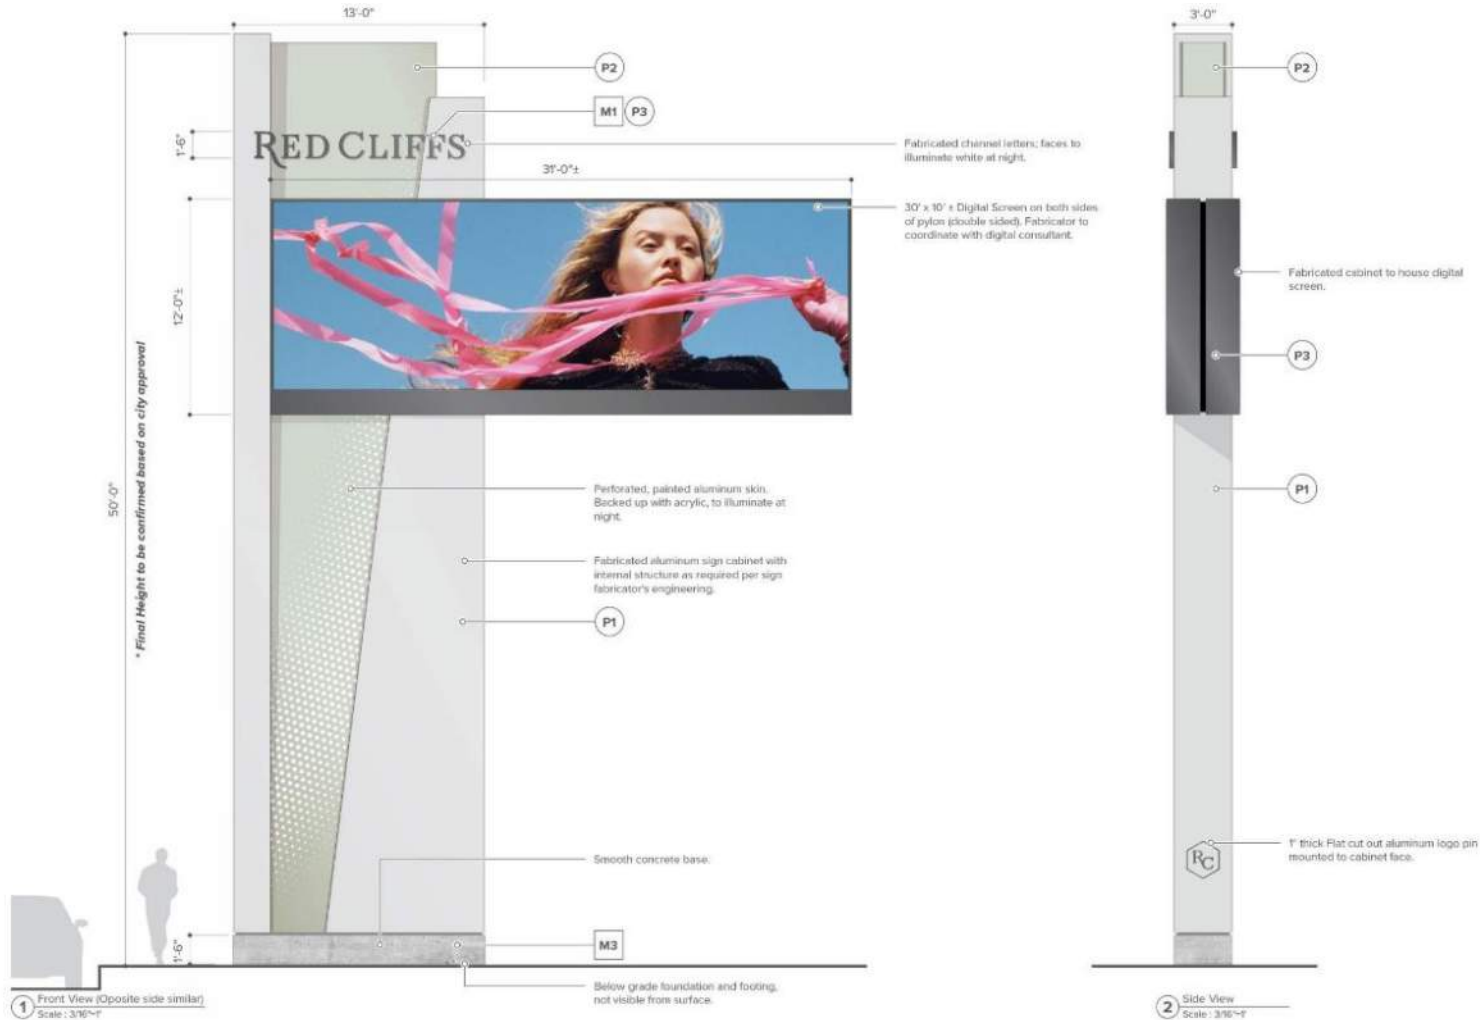 13'-0"
3'-0"
P2
P2
M1 P3
1'-6"
RED CLIFFS
Fabricated channel letters; faces to
illuminate white at night.
31'-0"±
30' x 10' ± Digital Screen on both sides
of pylon (double sided). Fabricator to
coordinate with digital consultant.
Fabricated cabinet to house digital
screen.
12'-0"±
P3
* Final Height to be confirmed based on city approval
50'-0"
Perforated, painted aluminum skin.
Backed up with acrylic, to illuminate at
night.
P1
Fabricated aluminum sign cabinet with
internal structure as required per sign
fabricator's engineering.
P1
Smooth concrete base.
RC
1" thick Flat cut out aluminum logo pin
mounted to cabinet face.
1'-6"
M3
Below grade foundation and footing,
not visible from surface.
1 Front View (Opposite side similar)
Scale : 3/16"~1'
2 Side View
Scale : 3/16"~1'